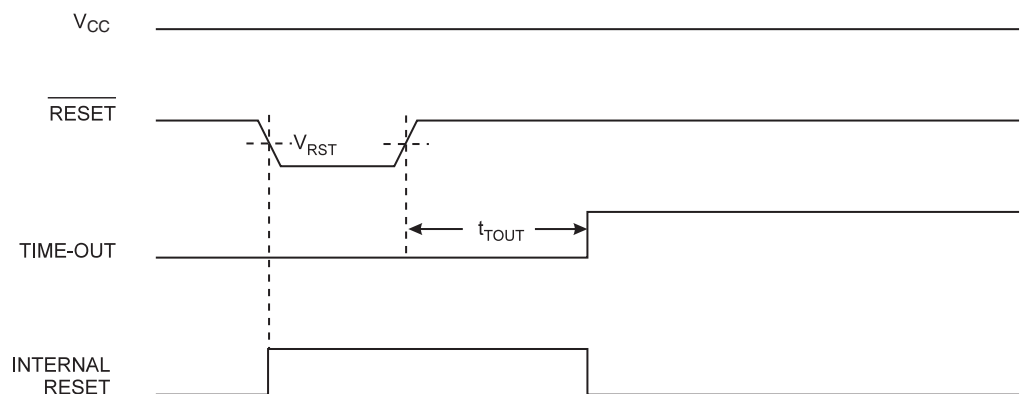 VCC
RESET
VRST
tTOUT
TIME-OUT
INTERNAL
RESET